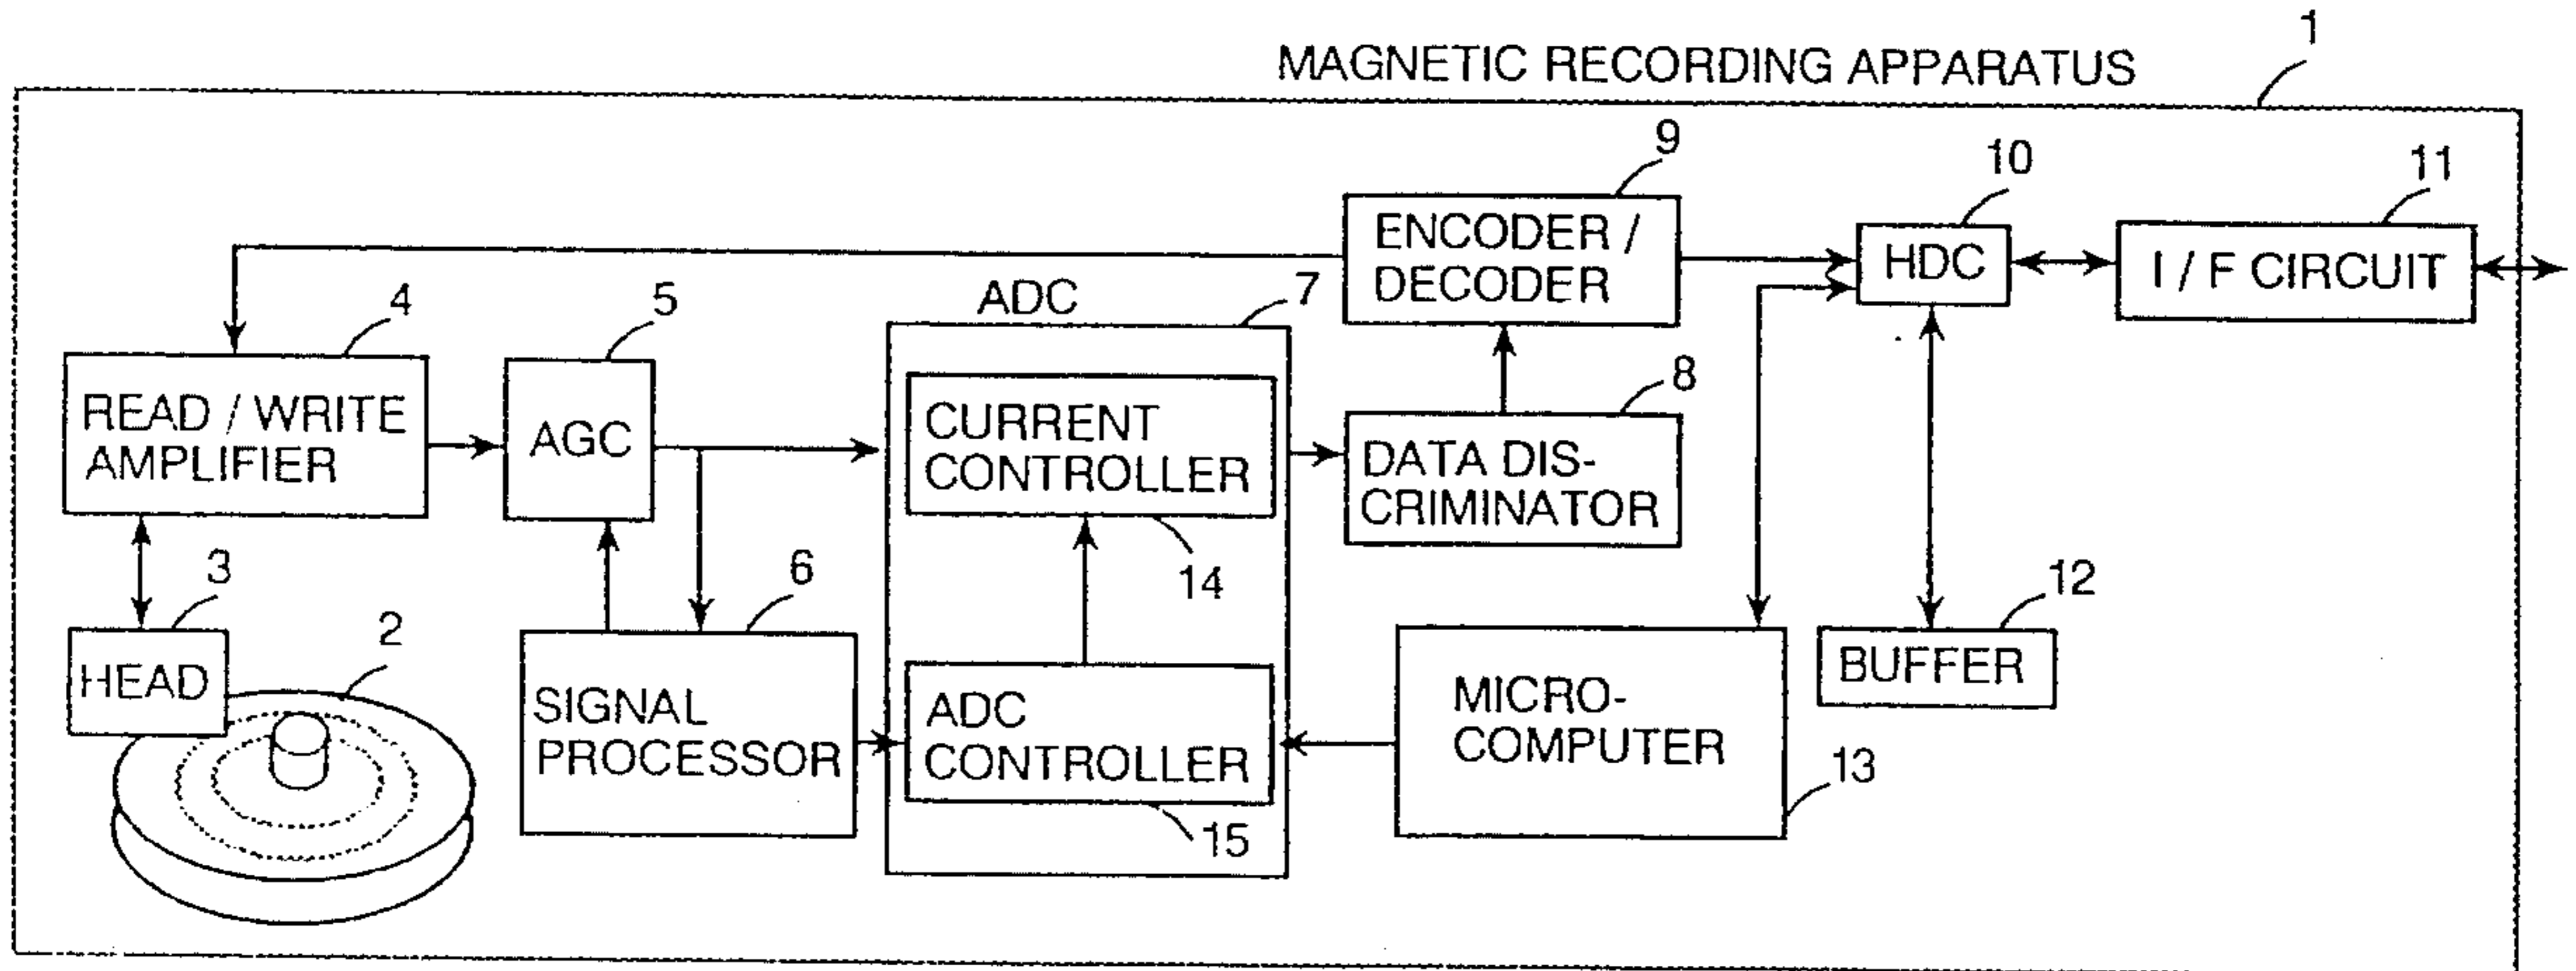 1
MAGNETIC RECORDING APPARATUS
9
10
11
ENCODER /
DECODER
HDC
I / F CIRCUIT
4
5
ADC
7
READ / WRITE
AMPLIFIER
AGC
CURRENT
CONTROLLER
8
DATA DIS-
CRIMINATOR
14
3
2
6
12
HEAD
SIGNAL
PROCESSOR
ADC
CONTROLLER
MICRO-
COMPUTER
BUFFER
13
15